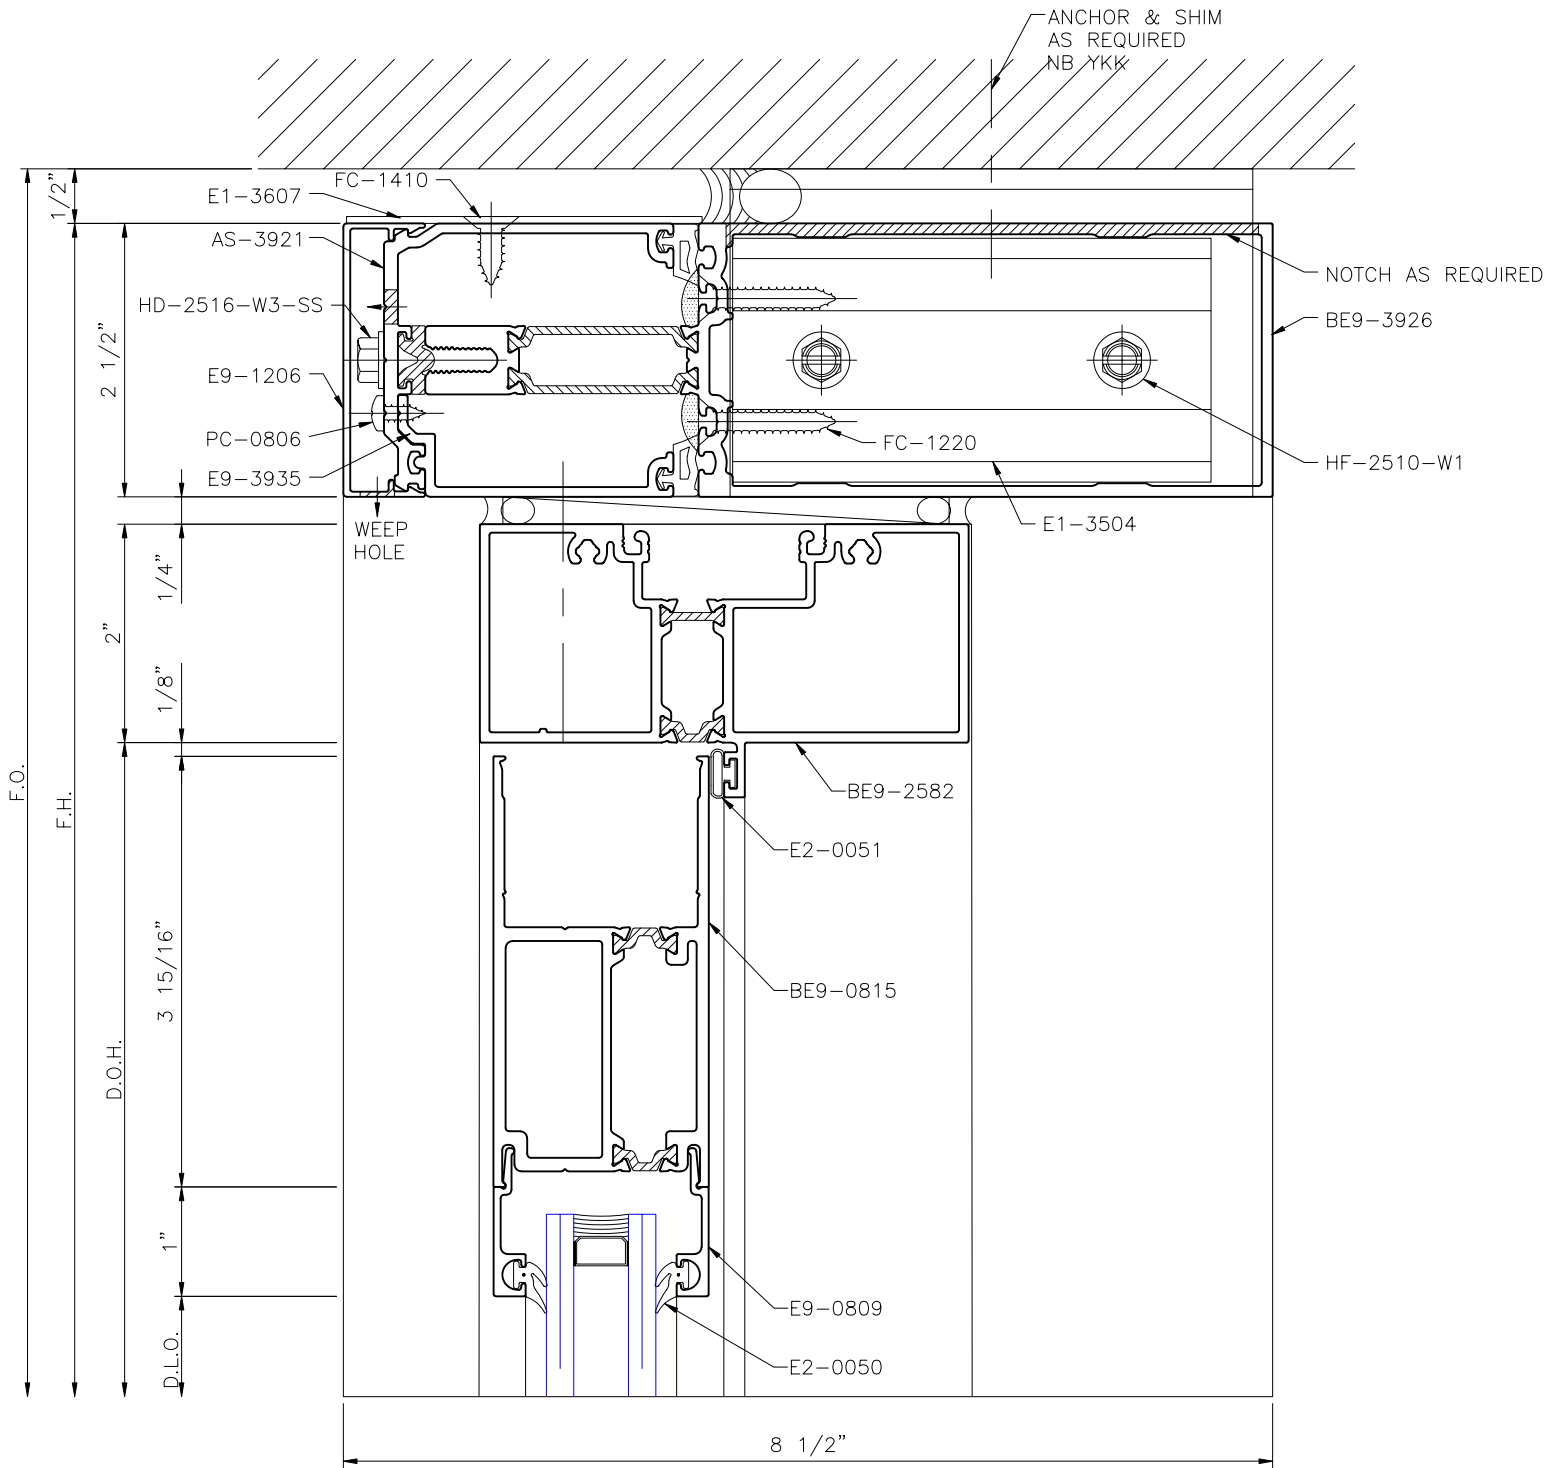 ANCHOR & SHIM
AS REQUIRED
NB YKK
FC-1410
E1-3607
AS-3921
HD-2516-W3-SS
E9-1206
PC-0806
E9-3935
WEEP
HOLE
NOTCH AS REQUIRED
BE9-3926
FC-1220
HF-2510-W1
E1-3504
BE9-2582
E2-0051
BE9-0815
E9-0809
E2-0050
1/2"
2 1/2"
1/4"
2"
1/8"
3 15/16"
1"
F.O.
F.H.
D.O.H.
D.L.O.
8 1/2"